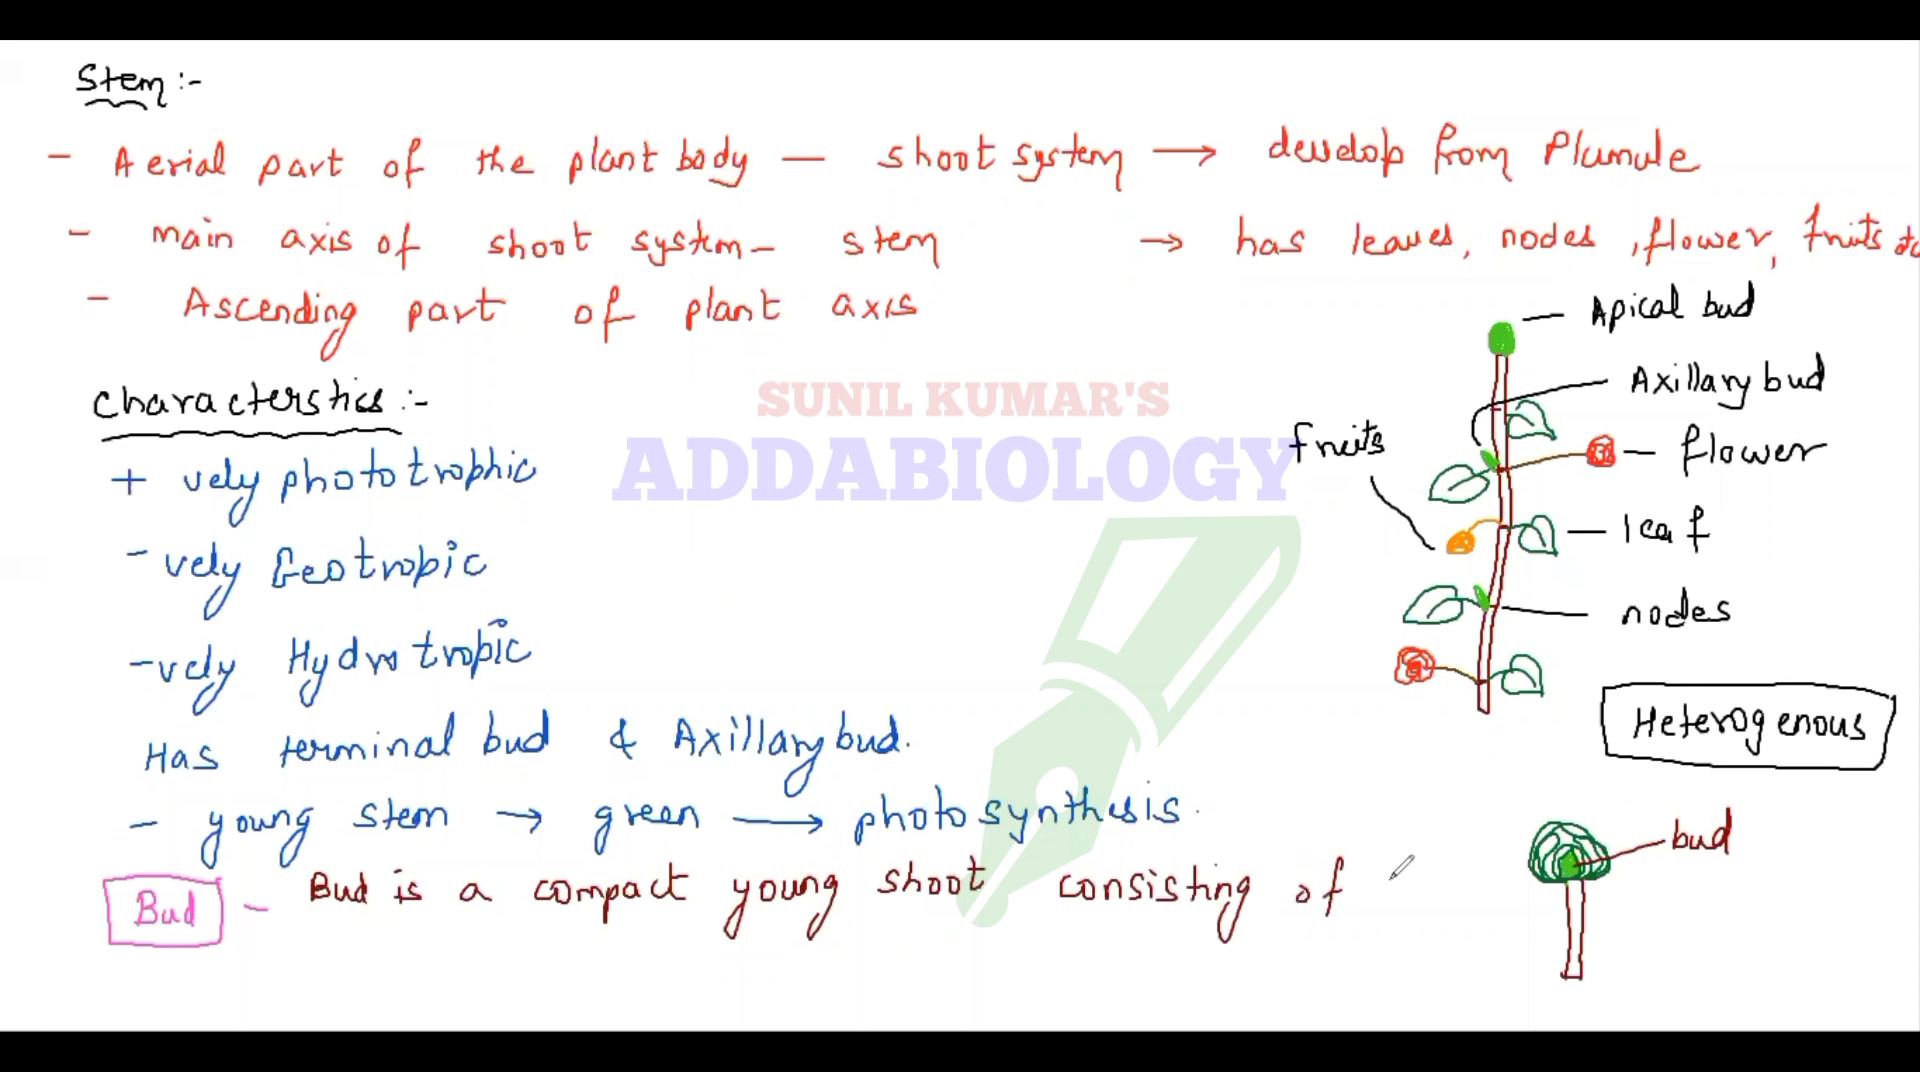 Stem :-
- Aerial part of the plant body — shoot system → develop from Plumule
- main axis of shoot system - stem → has leaves, nodes, flower, fruits etc
- Ascending part of plant axis
Apical bud
Characterstics :-
SUNIL KUMAR'S
Axillary bud
ADDABIOLOGY
fruits
flower
+ vely phototrophic
leaf
- vely Geotropic
nodes
- vely Hydrotropic
Heterogenous
Has terminal bud & Axillary bud.
- young stem → green → photosynthesis.
bud
Bud - Bud is a compact young shoot consisting of